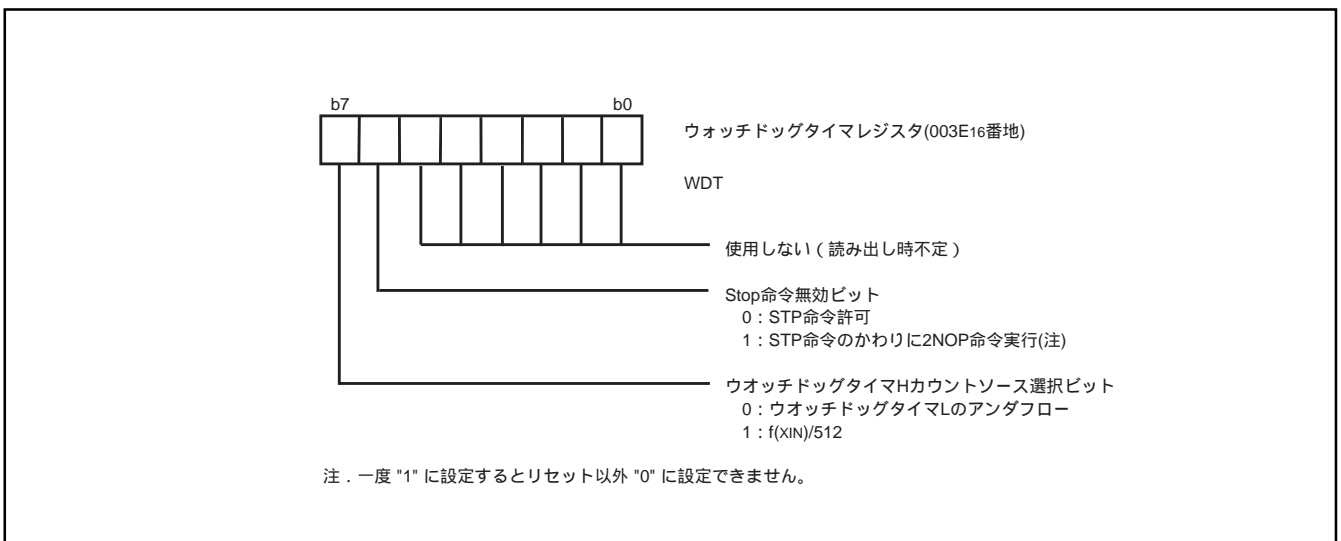 b7 b0
ウォッチドッグタイマレジスタ(003E16番地)
WDT
使用しない（読み出し時不定）
Stop命令無効ビット
0：STP命令許可
1：STP命令のかわりに2NOP命令実行(注)
ウオッチドッグタイマHカウントソース選択ビット
0：ウオッチドッグタイマLのアンダフロー
1：f(XIN)/512
注．一度 "1" に設定するとリセット以外 "0" に設定できません。